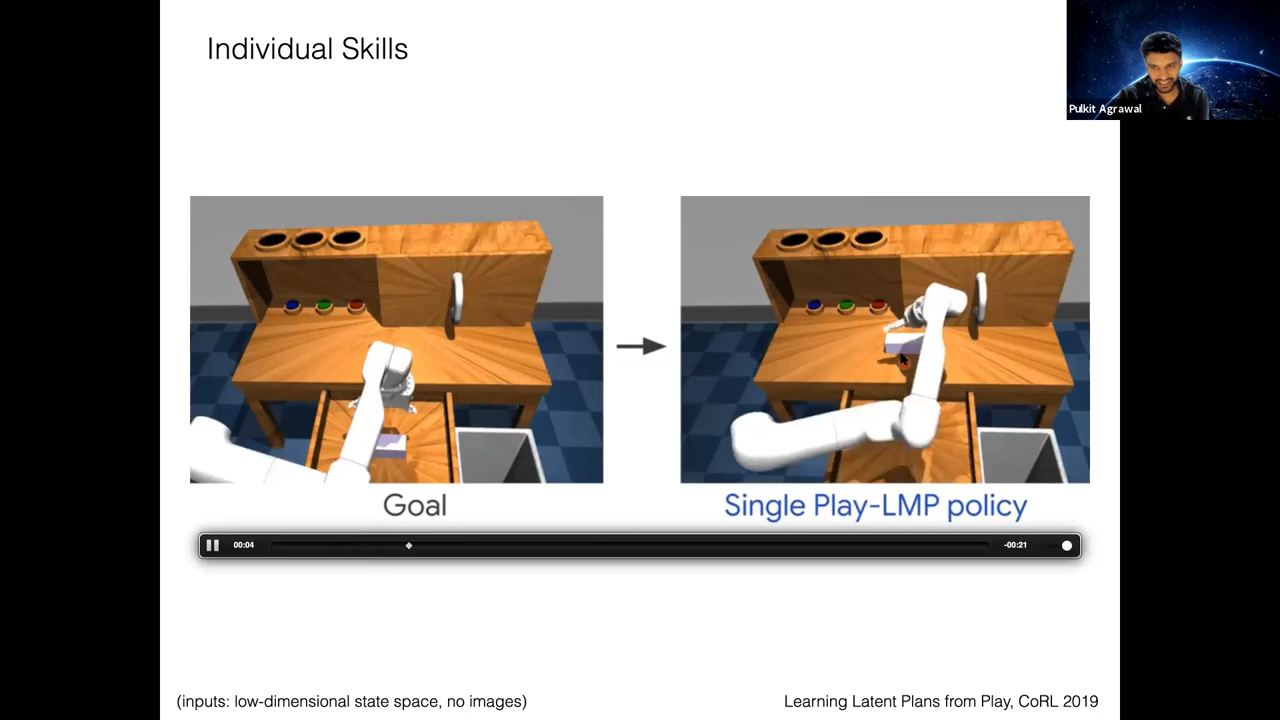 Individual Skills
Pulkit Agrawal
Goal
Single Play-LMP policy
00:04
-00:21
(inputs: low-dimensional state space, no images)
Learning Latent Plans from Play, CoRL 2019